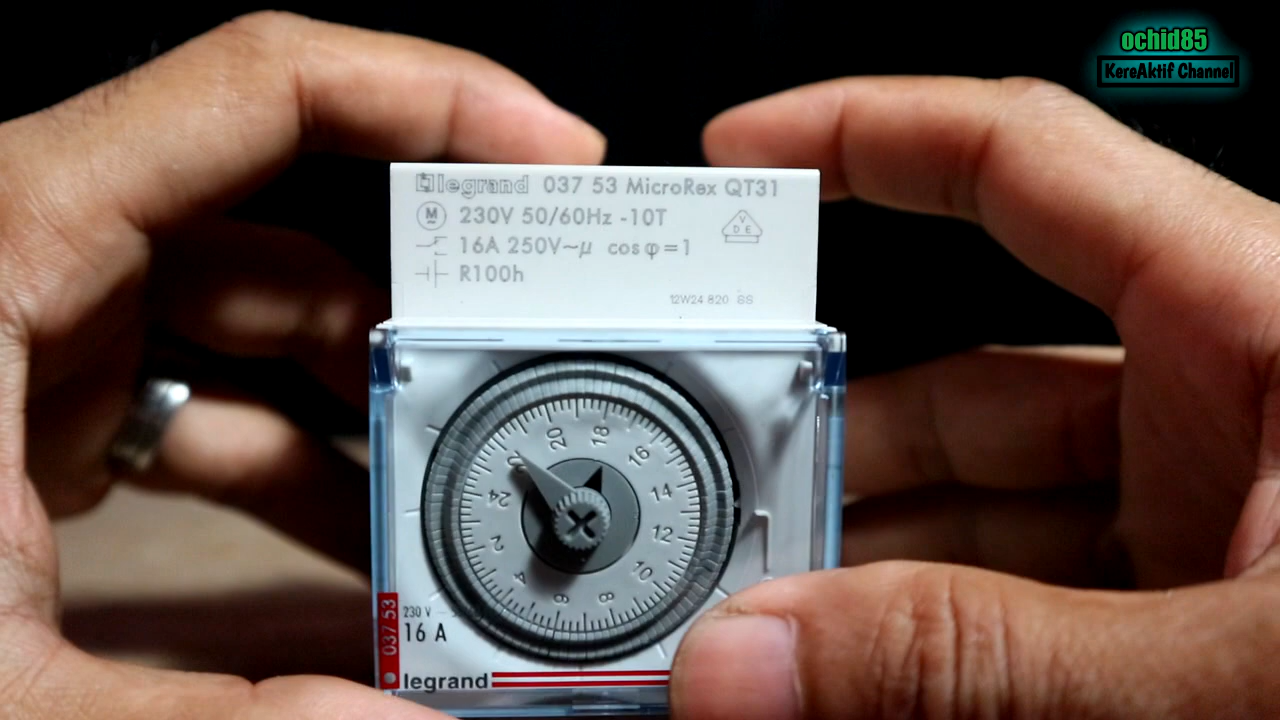 ochid85
KereAktif Channel
legrand 037 53 MicroRex QT31
M 230V 50/60Hz -10T
V
D E
16A 250V~μ cos φ=1
R100h
12W24 820
20 18 16 14 12 10 8 6 4 2 24 22
037 53
230 V
16 A
legrand